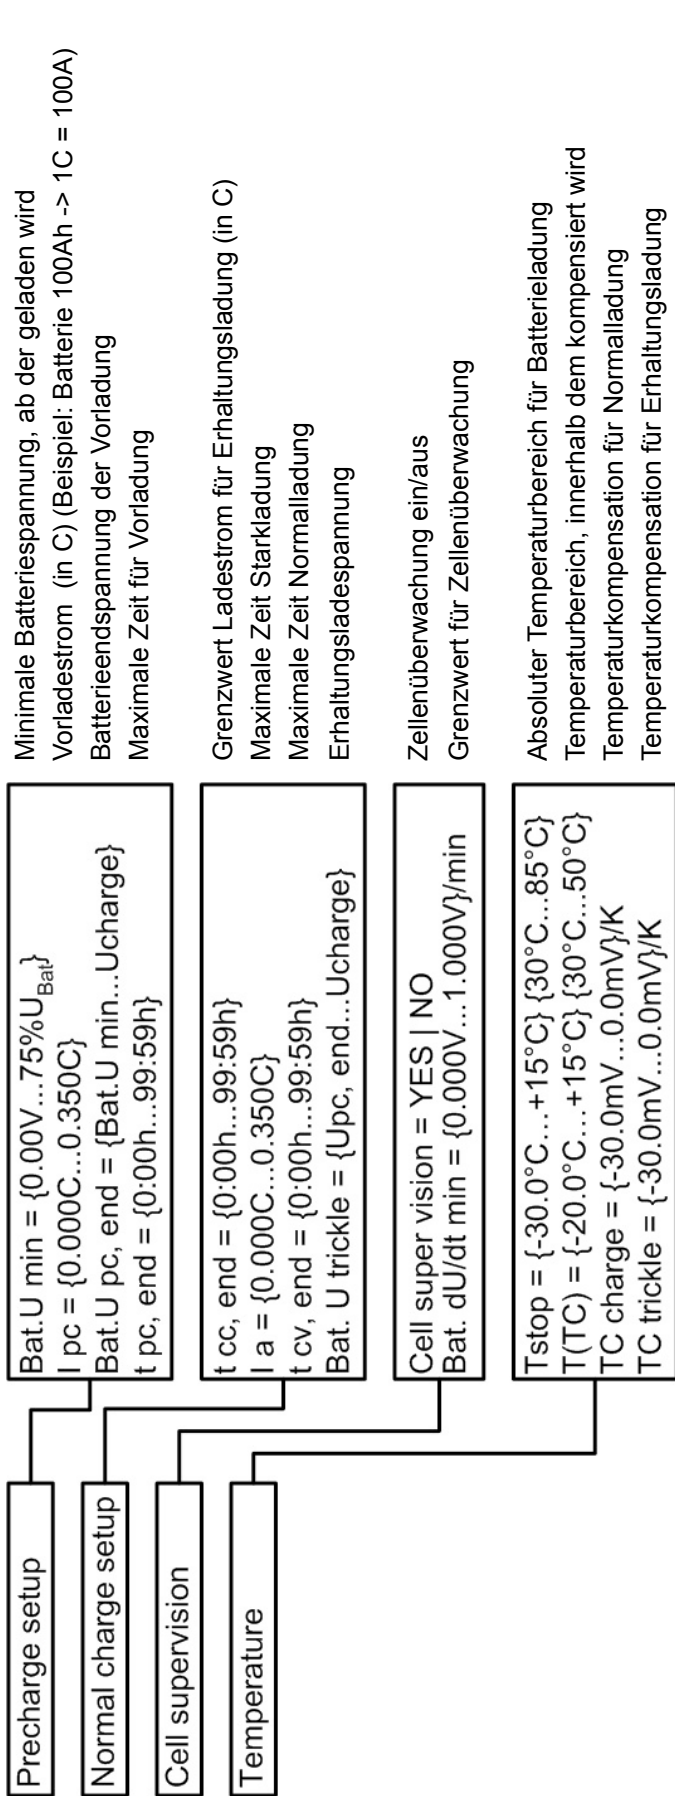 Precharge setup
Bat.U min = {0.00V...75%U_Bat}
I pc = {0.000C...0.350C}
Bat.U pc, end = {Bat.U min...Ucharge}
t pc, end = {0:00h...99:59h}
Minimale Batteriespannung, ab der geladen wird
Vorladestrom  (in C) (Beispiel: Batterie 100Ah -> 1C = 100A)
Batterieendspannung der Vorladung
Maximale Zeit für Vorladung
Normal charge setup
t cc, end = {0:00h...99:59h}
I a = {0.000C...0.350C}
t cv, end = {0:00h...99:59h}
Bat. U trickle = {Upc, end...Ucharge}
Grenzwert Ladestrom für Erhaltungsladung (in C)
Maximale Zeit Starkladung
Maximale Zeit Normalladung
Erhaltungsladespannung
Cell supervision
Cell super vision = YES | NO
Bat. dU/dt min = {0.000V...1.000V}/min
Zellenüberwachung ein/aus
Grenzwert für Zellenüberwachung
Temperature
Tstop = {-30.0°C...+15°C} {30°C...85°C}
T(TC) = {-20.0°C...+15°C} {30°C...50°C}
TC charge = {-30.0mV...0.0mV}/K
TC trickle = {-30.0mV...0.0mV}/K
Absoluter Temperaturbereich für Batterieladung
Temperaturbereich, innerhalb dem kompensiert wird
Temperaturkompensation für Normalladung
Temperaturkompensation für Erhaltungsladung